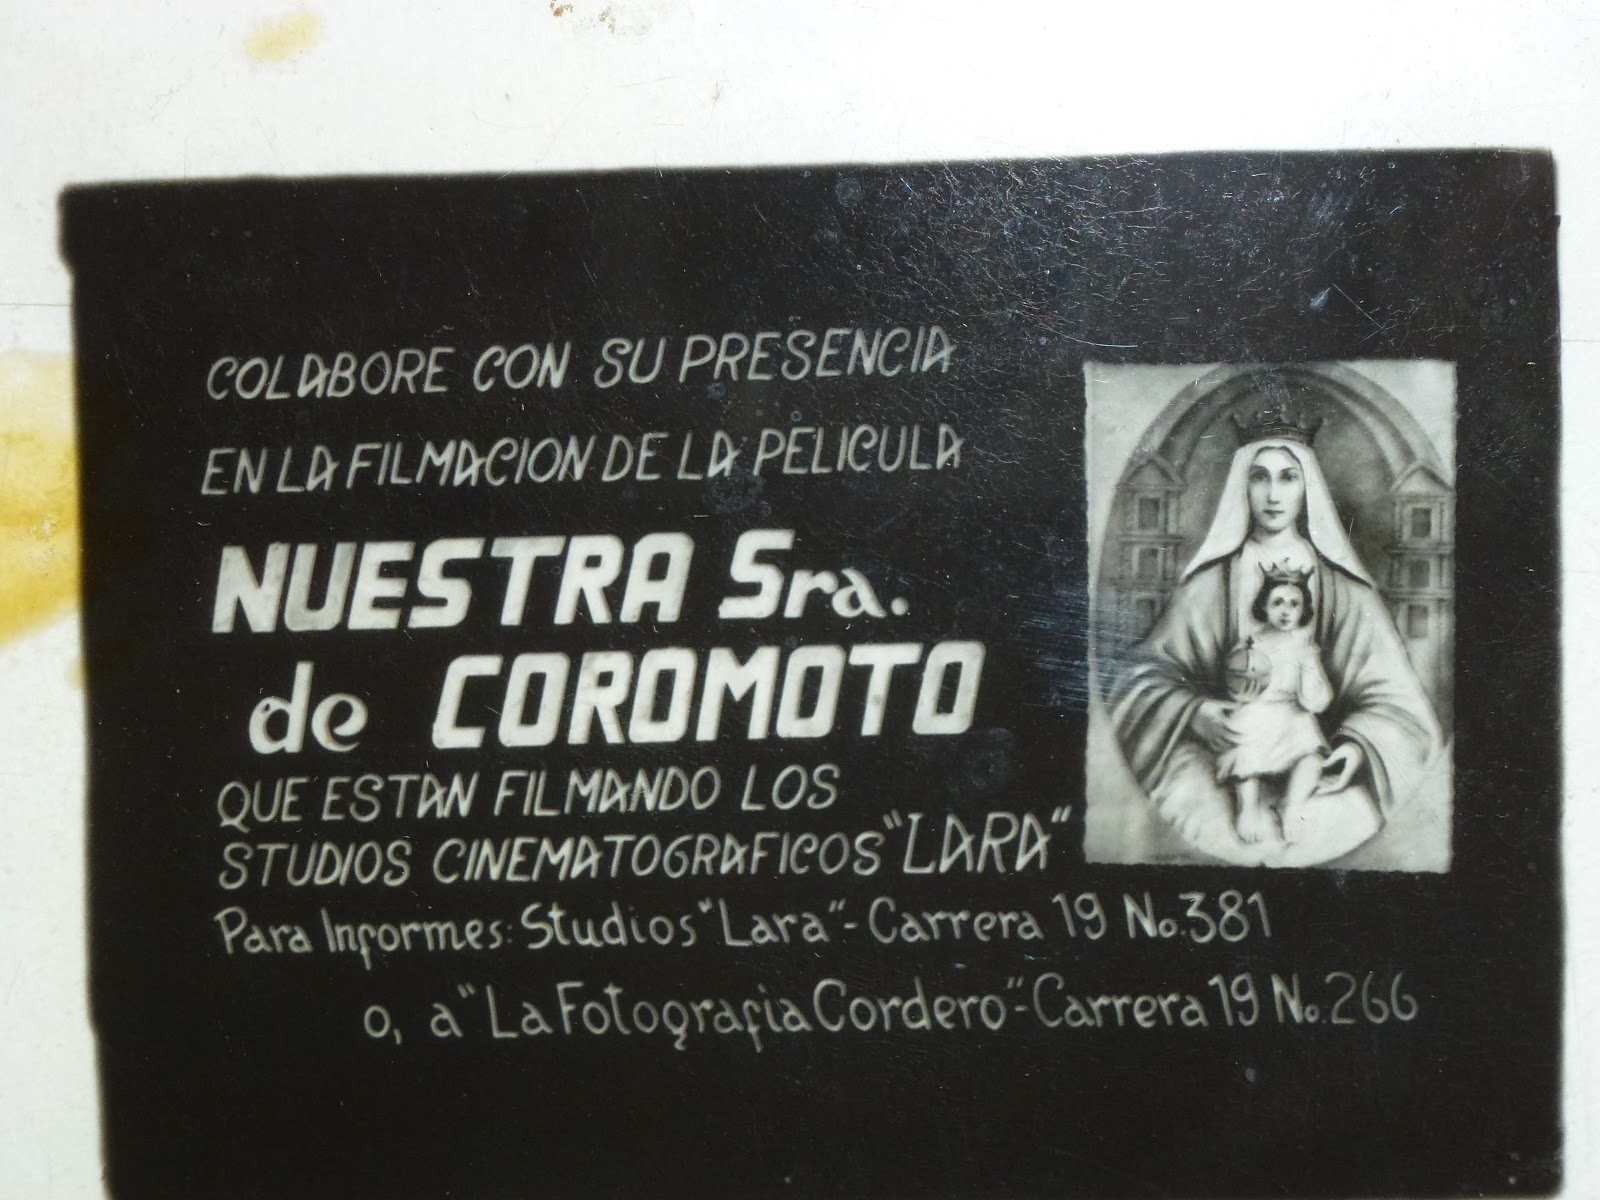 COLABORE CON SU PRESENCIA
EN LA FILMACION DE LA PELICULA
NUESTRA Sra.
de COROMOTO
QUE ESTAN FILMANDO LOS
STUDIOS CINEMATOGRAFICOS "LARA"
Para Informes: Studios "Lara" - Carrera 19 No. 381
o, a "La Fotografia Cordero" - Carrera 19 No. 266